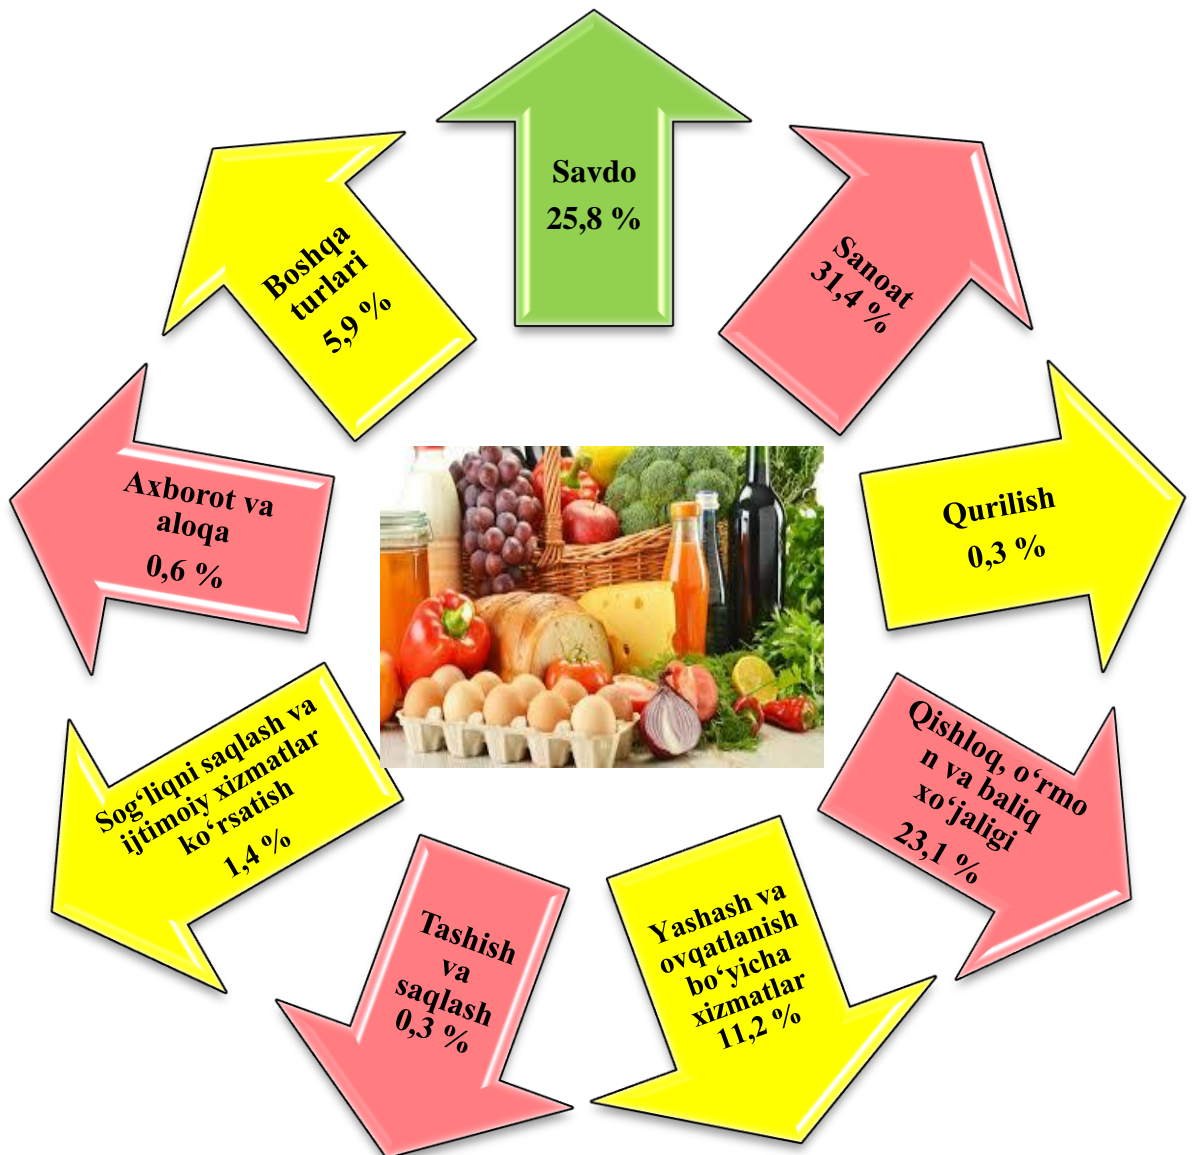 Savdo
25,8 %
Sanoat
31,4 %
Qurilish
0,3 %
Qishloq, o‘rmo
n va baliq
xo‘jaligi
23,1 %
Yashash va
ovqatlanish
bo‘yicha
xizmatlar
11,2 %
Tashish
va
saqlash
0,3 %
Sog‘liqni saqlash va
ijtimoiy xizmatlar
ko‘rsatish
1,4 %
Axborot va
aloqa
0,6 %
Boshqa
turlari
5,9 %